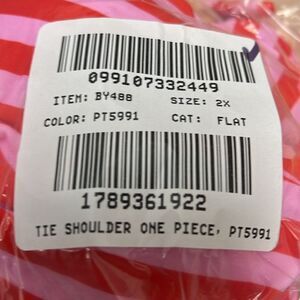 099107332449
ITEM: BY488 SIZE: 2X
COLOR: PT5991 CAT: FLAT
1789361922
TIE SHOULDER ONE PIECE, PT5991